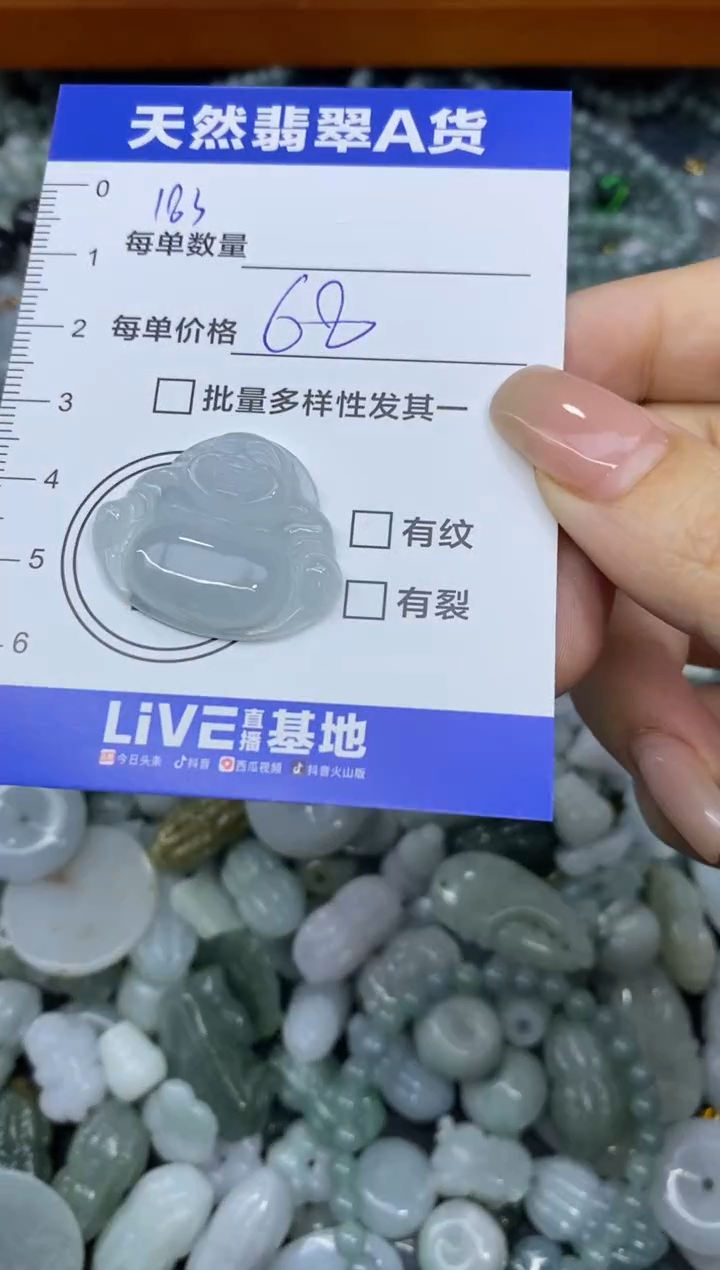 天然翡翠A货
0
183
每单数量
1
2 每单价格 68
3 批量多样性发其一
4
有纹
5
有裂
6
LiVE直播基地
今日头条 抖音 西瓜视频 抖音火山版